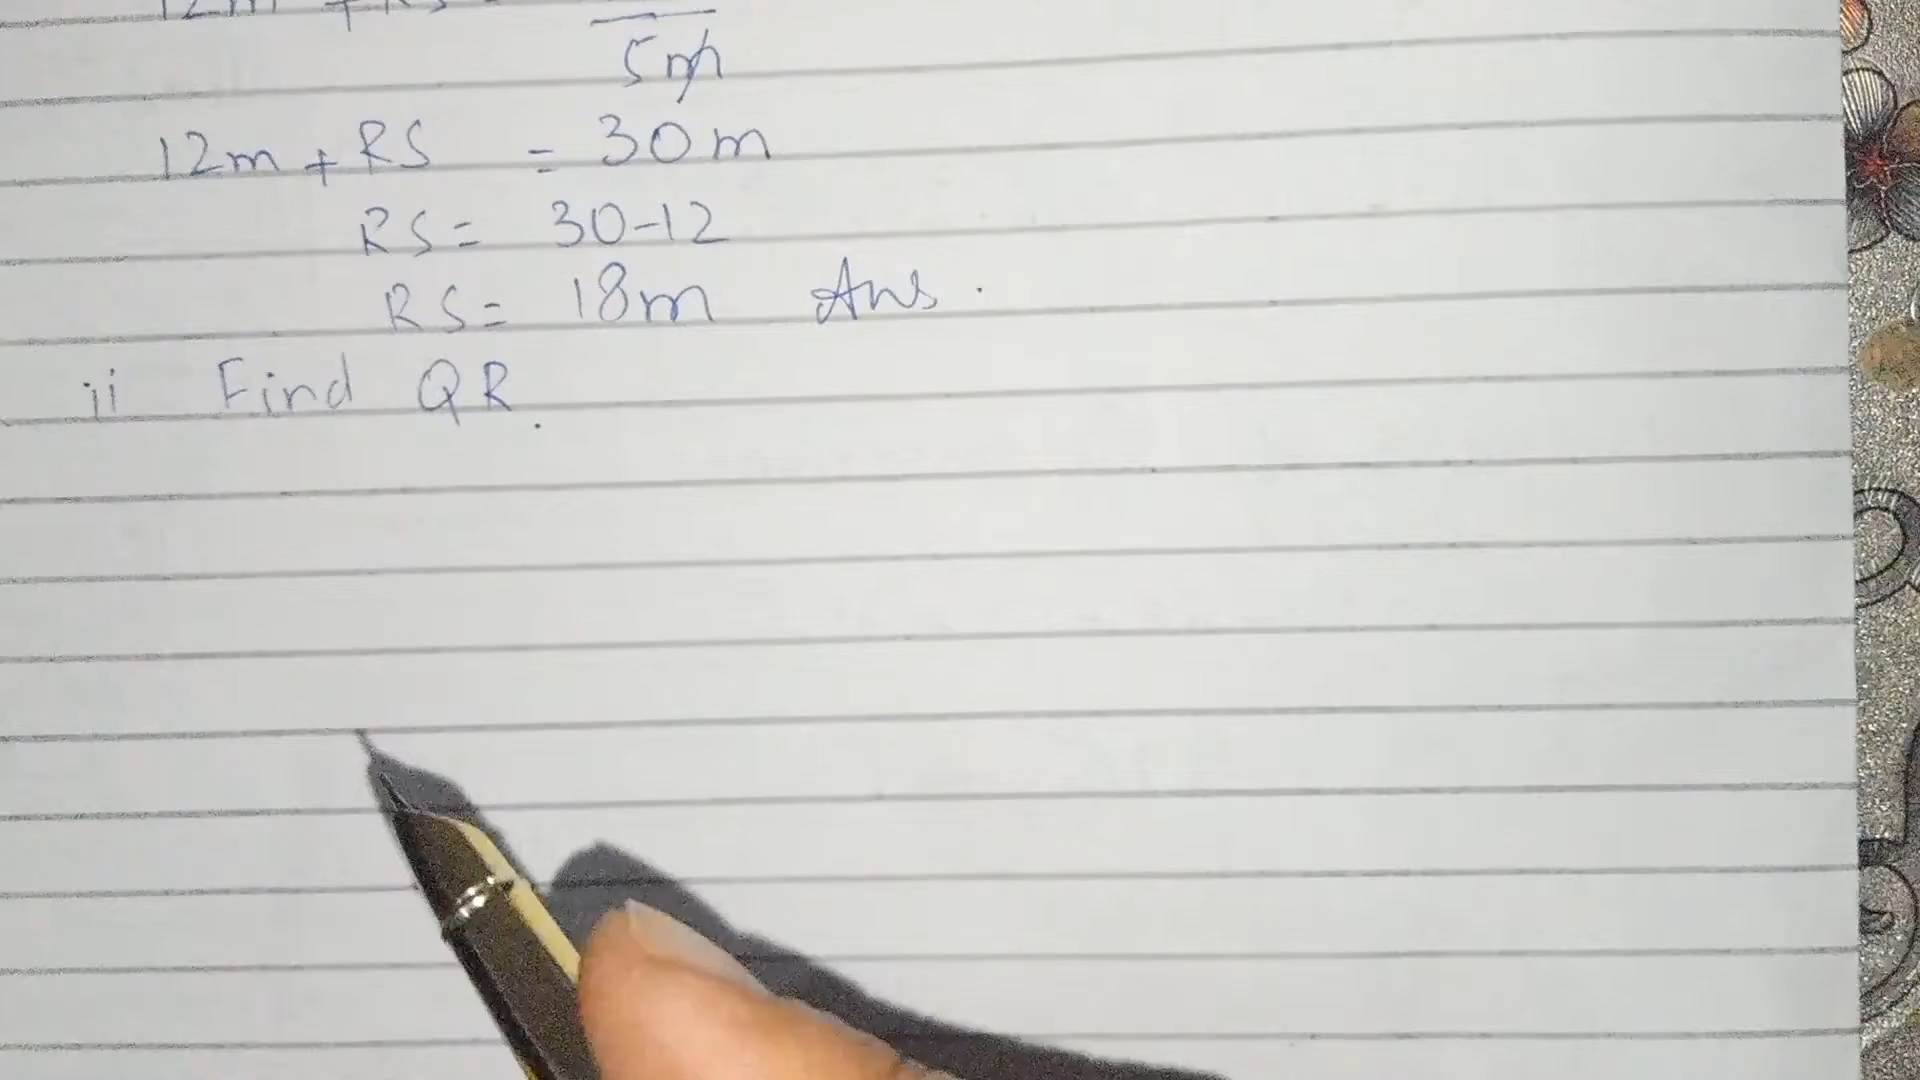 5m
12m + RS = 30m
RS = 30-12
RS = 18m Ans.
ii Find QR.